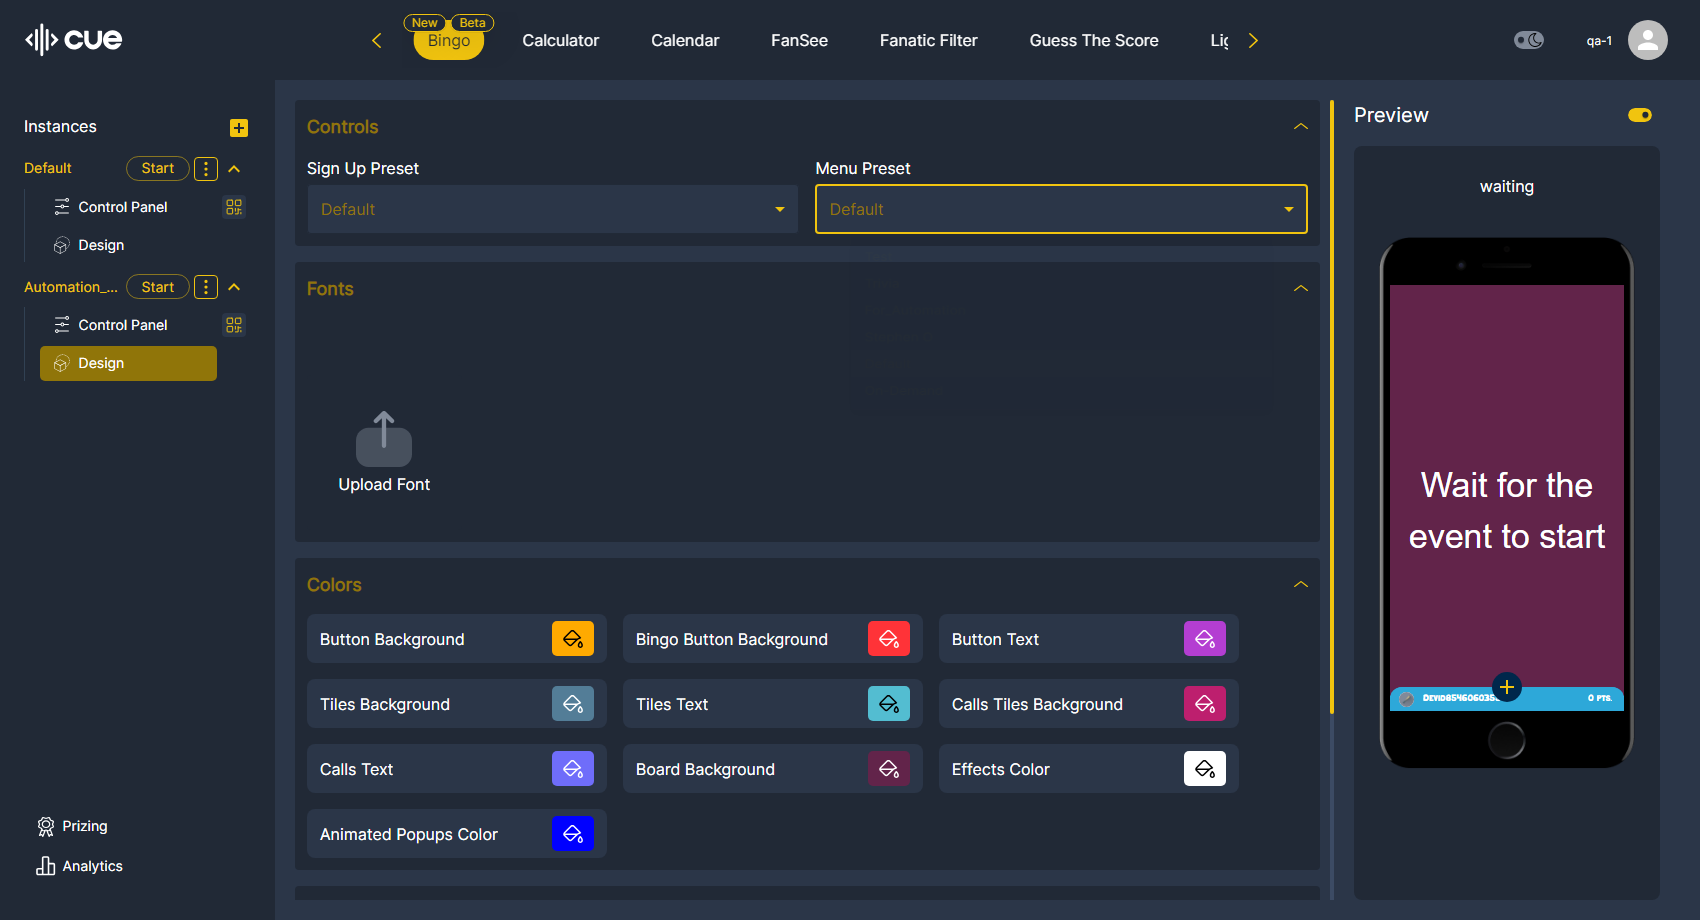 cue
New
Beta
Bingo
Calculator
Calendar
FanSee
Fanatic Filter
Guess The Score
qa-1
Instances
Default
Start
Control Panel
Design
Automation_...
Start
Control Panel
Design
Prizing
Analytics
Controls
Sign Up Preset
Menu Preset
Default
Default
Fonts
Upload Font
Colors
Button Background
Bingo Button Background
Button Text
Tiles Background
Tiles Text
Calls Tiles Background
Calls Text
Board Background
Effects Color
Animated Popups Color
Preview
waiting
Wait for the
event to start
0 PTS.